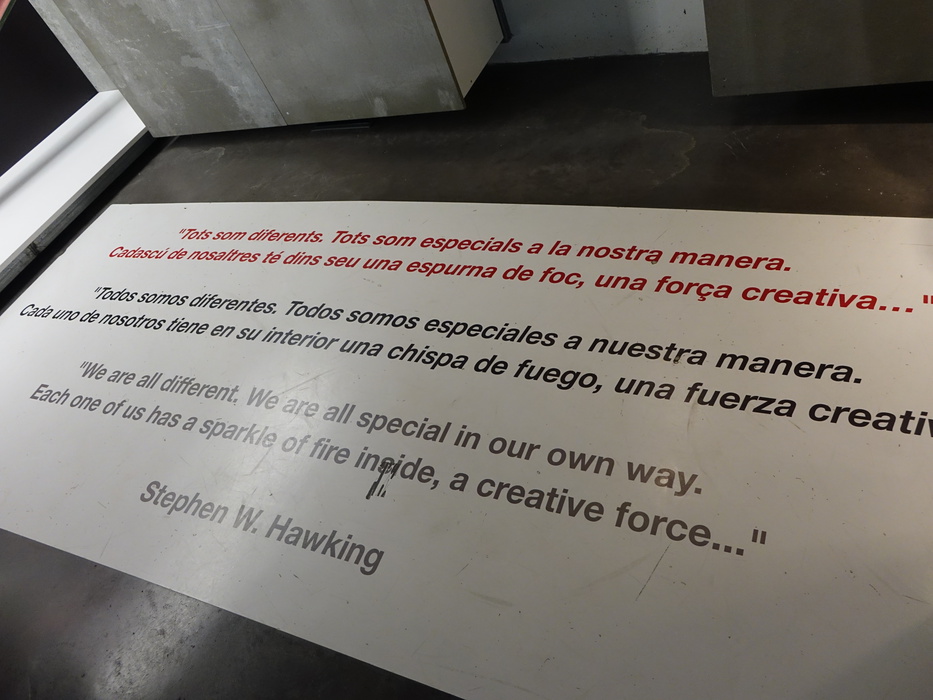 "Tots som diferents. Tots som especials a la nostra manera.
Cadascú de nosaltres té dins seu una espurna de foc, una força creativa..."
"Todos somos diferentes. Todos somos especiales a nuestra manera.
Cada uno de nosotros tiene en su interior una chispa de fuego, una fuerza
"We are all different. We are all special in our own way.
Each one of us has a sparkle of fire inside, a creative force..."
Stephen W. Hawking